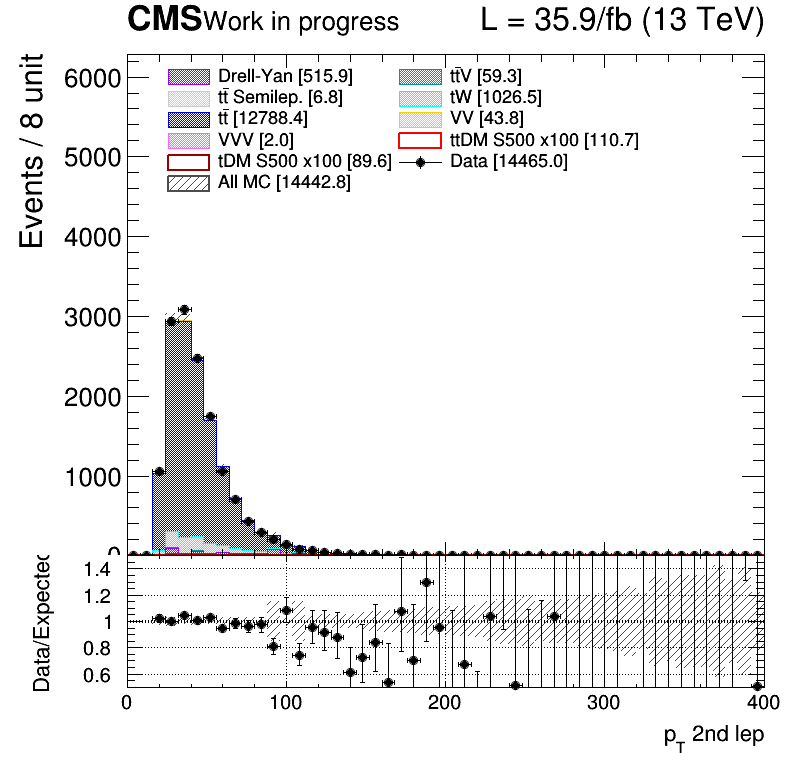 CMS Work in progress L = 35.9/fb (13 TeV)
Events / 8 unit
6000
5000
4000
3000
2000
1000
0
Drell-Yan [515.9] tt̄V [59.3]
tt̄ Semilep. [6.8] tW [1026.5]
tt̄ [12788.4] VV [43.8]
VVV [2.0] ttDM S500 x100 [110.7]
tDM S500 x100 [89.6] Data [14465.0]
All MC [14442.8]
Data/Expected
1.4
1.2
1
0.8
0.6
0 100 200 300 400
p_T 2nd lep